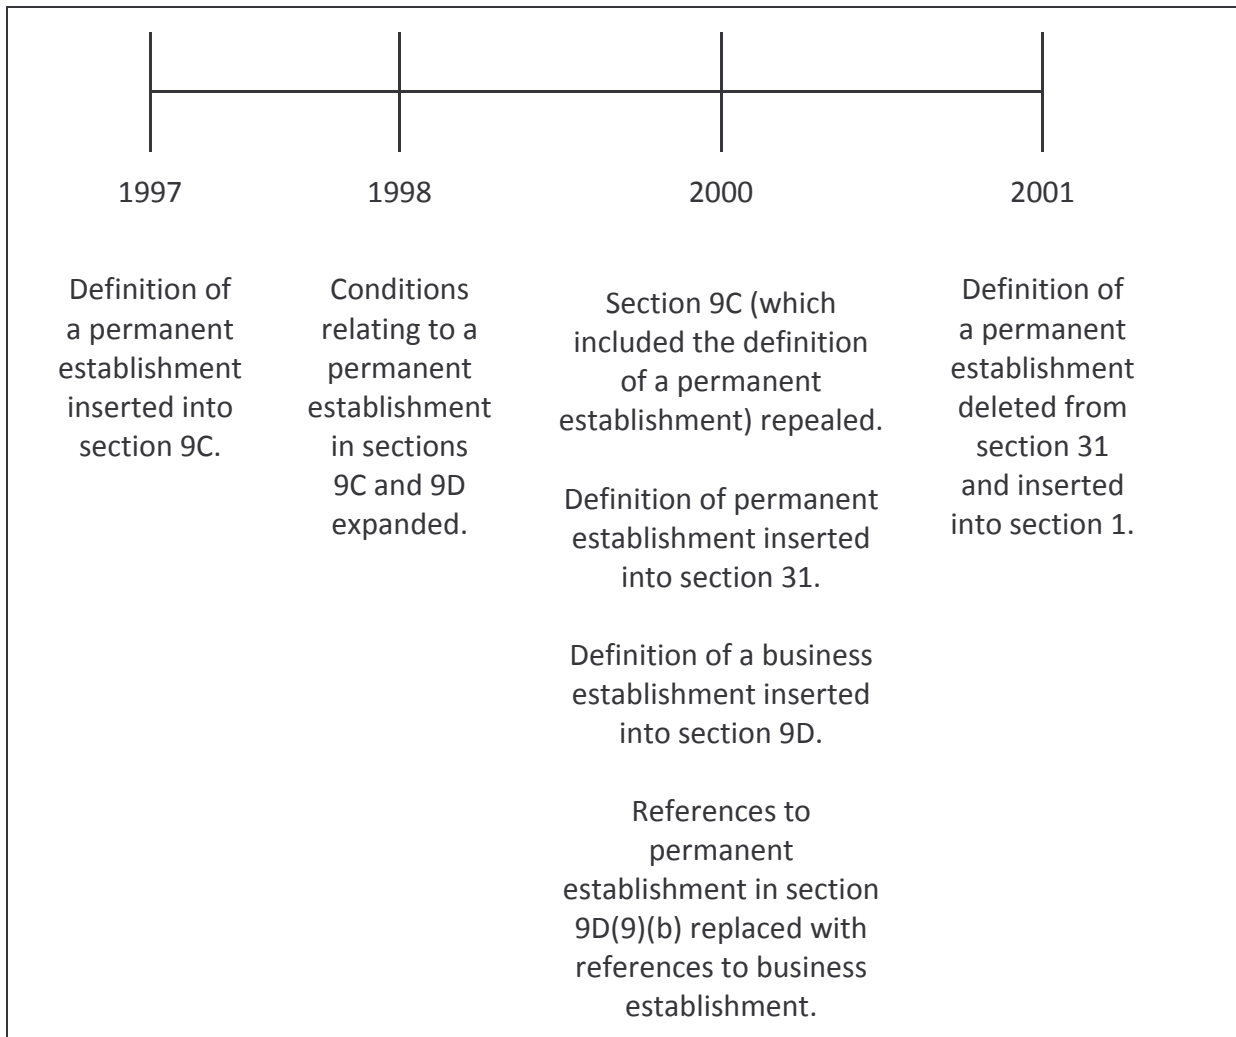 1997
1998
2000
2001
Definition of
a permanent
establishment
inserted into
section 9C.
Conditions
relating to a
permanent
establishment
in sections
9C and 9D
expanded.
Section 9C (which
included the definition
of a permanent
establishment) repealed.
Definition of permanent
establishment inserted
into section 31.
Definition of a business
establishment inserted
into section 9D.
References to
permanent
establishment in section
9D(9)(b) replaced with
references to business
establishment.
Definition of
a permanent
establishment
deleted from
section 31
and inserted
into section 1.